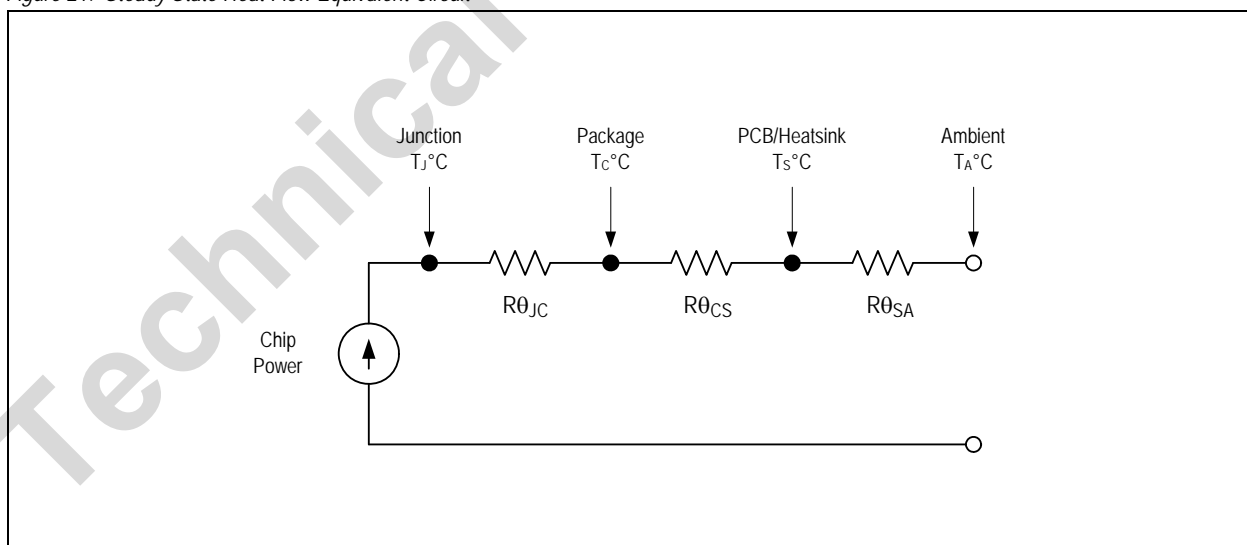 Junction
TJ°C
Package
TC°C
PCB/Heatsink
TS°C
Ambient
TA°C
RθJC
RθCS
RθSA
Chip
Power
Technical